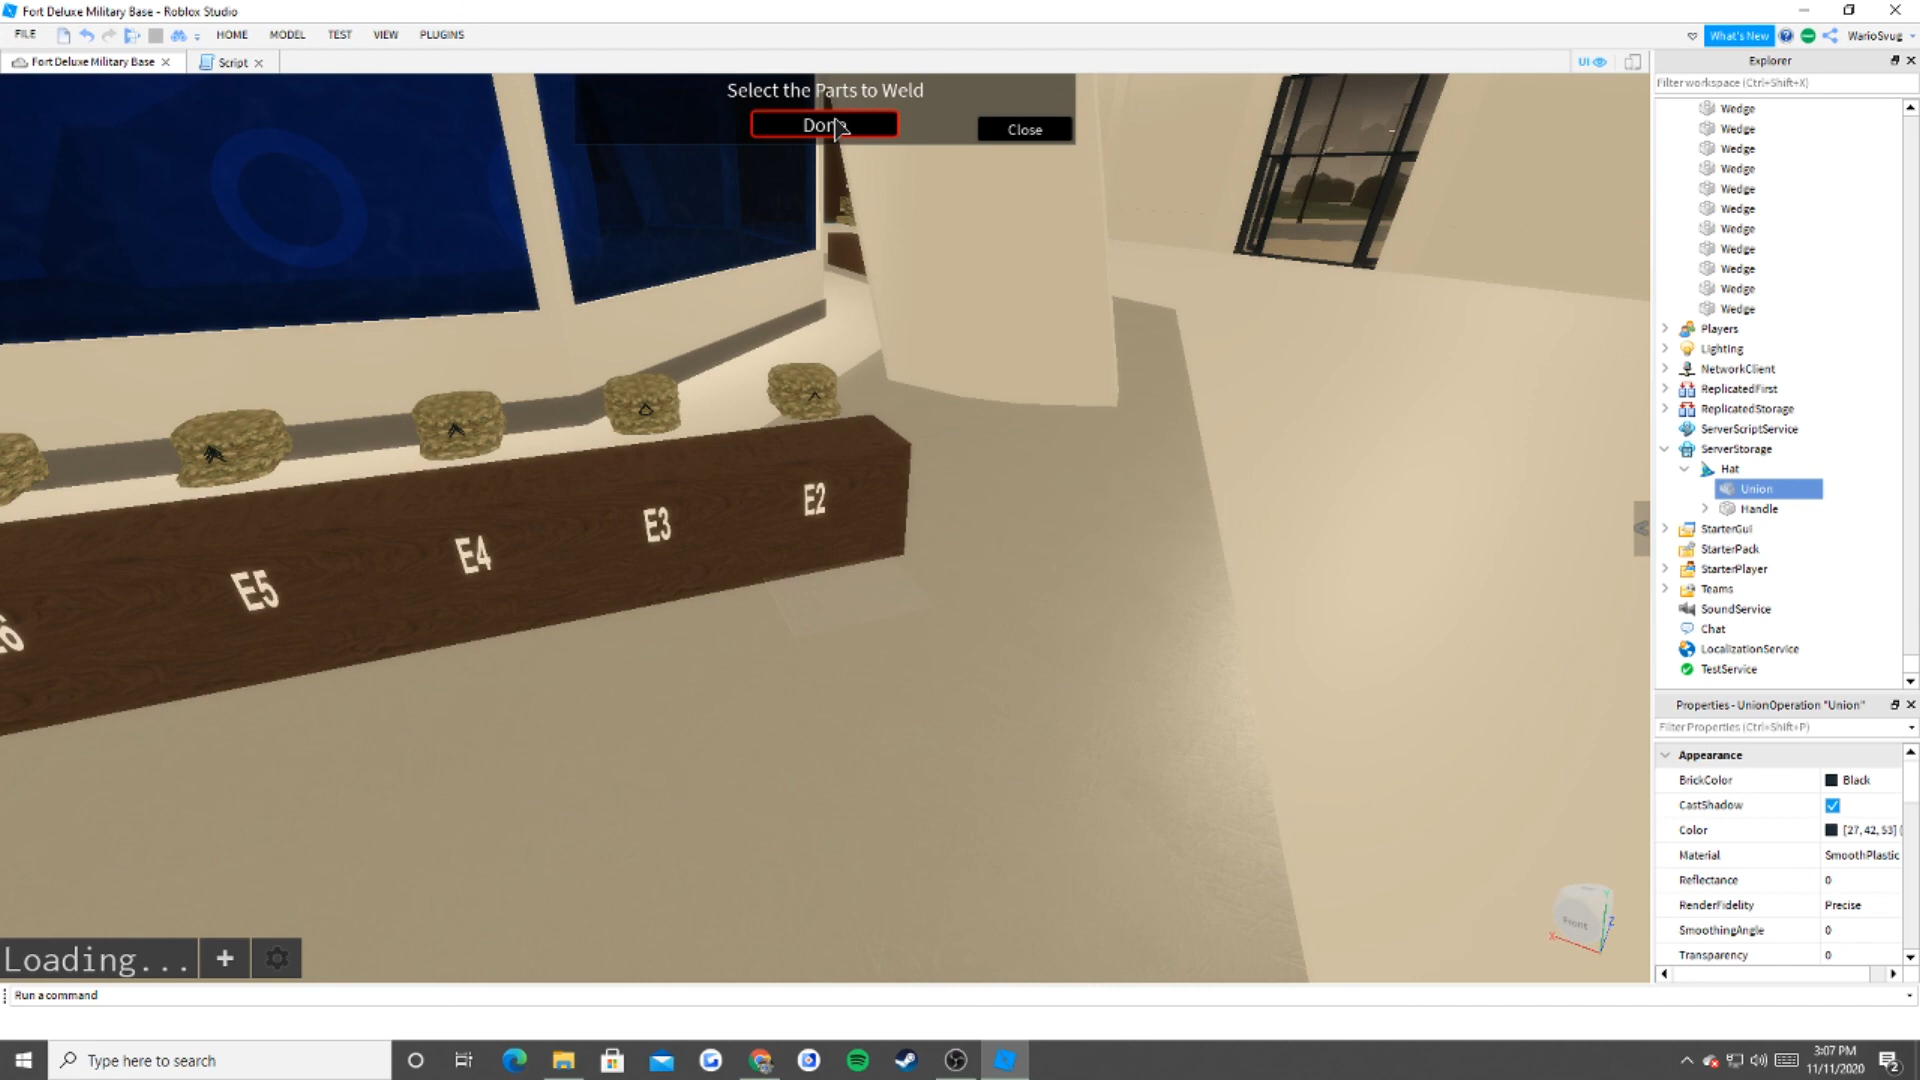 Fort Deluxe Military Base - Roblox Studio
FILE HOME MODEL TEST VIEW PLUGINS What's New WarioSvug
Fort Deluxe Military Base Script UI
Select the Parts to Weld
Done
Close
E2
E3
E4
E5
E6
Front
X
Y
Z
Loading... +
Explorer
Filter workspace (Ctrl+Shift+X)
Wedge
Wedge
Wedge
Wedge
Wedge
Wedge
Wedge
Wedge
Wedge
Wedge
Wedge
Players
Lighting
NetworkClient
ReplicatedFirst
ReplicatedStorage
ServerScriptService
ServerStorage
Hat
Union
Handle
StarterGui
StarterPack
StarterPlayer
Teams
SoundService
Chat
LocalizationService
TestService
Properties - UnionOperation "Union"
Filter Properties (Ctrl+Shift+P)
Appearance
BrickColor Black
CastShadow
Color [27, 42, 53] (
Material SmoothPlastic
Reflectance 0
RenderFidelity Precise
SmoothingAngle 0
Transparency 0
Run a command
Type here to search
3:07 PM
11/11/2020
2